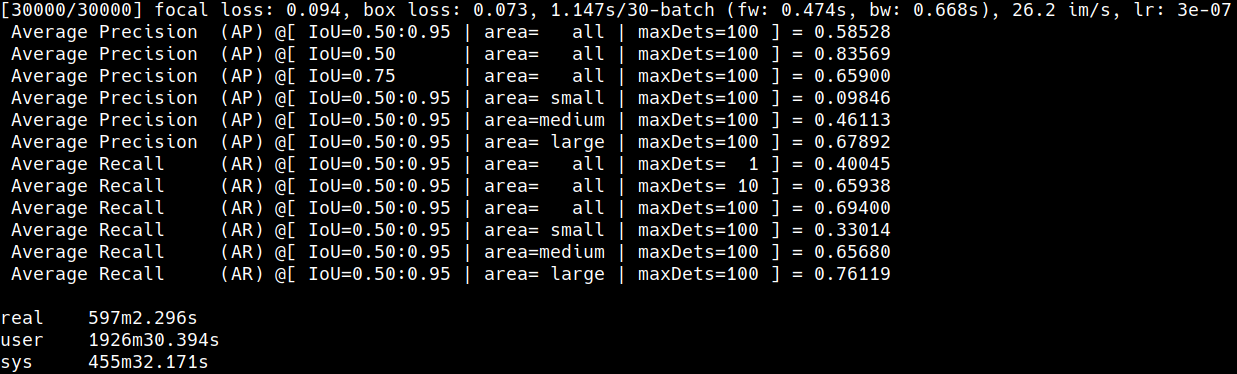 [30000/30000] focal loss: 0.094, box loss: 0.073, 1.147s/30-batch (fw: 0.474s, bw: 0.668s), 26.2 im/s, lr: 3e-07
 Average Precision  (AP) @[ IoU=0.50:0.95 | area=   all | maxDets=100 ] = 0.58528
 Average Precision  (AP) @[ IoU=0.50      | area=   all | maxDets=100 ] = 0.83569
 Average Precision  (AP) @[ IoU=0.75      | area=   all | maxDets=100 ] = 0.65900
 Average Precision  (AP) @[ IoU=0.50:0.95 | area= small | maxDets=100 ] = 0.09846
 Average Precision  (AP) @[ IoU=0.50:0.95 | area=medium | maxDets=100 ] = 0.46113
 Average Precision  (AP) @[ IoU=0.50:0.95 | area= large | maxDets=100 ] = 0.67892
 Average Recall     (AR) @[ IoU=0.50:0.95 | area=   all | maxDets=  1 ] = 0.40045
 Average Recall     (AR) @[ IoU=0.50:0.95 | area=   all | maxDets= 10 ] = 0.65938
 Average Recall     (AR) @[ IoU=0.50:0.95 | area=   all | maxDets=100 ] = 0.69400
 Average Recall     (AR) @[ IoU=0.50:0.95 | area= small | maxDets=100 ] = 0.33014
 Average Recall     (AR) @[ IoU=0.50:0.95 | area=medium | maxDets=100 ] = 0.65680
 Average Recall     (AR) @[ IoU=0.50:0.95 | area= large | maxDets=100 ] = 0.76119

real    597m2.296s
user    1926m30.394s
sys     455m32.171s